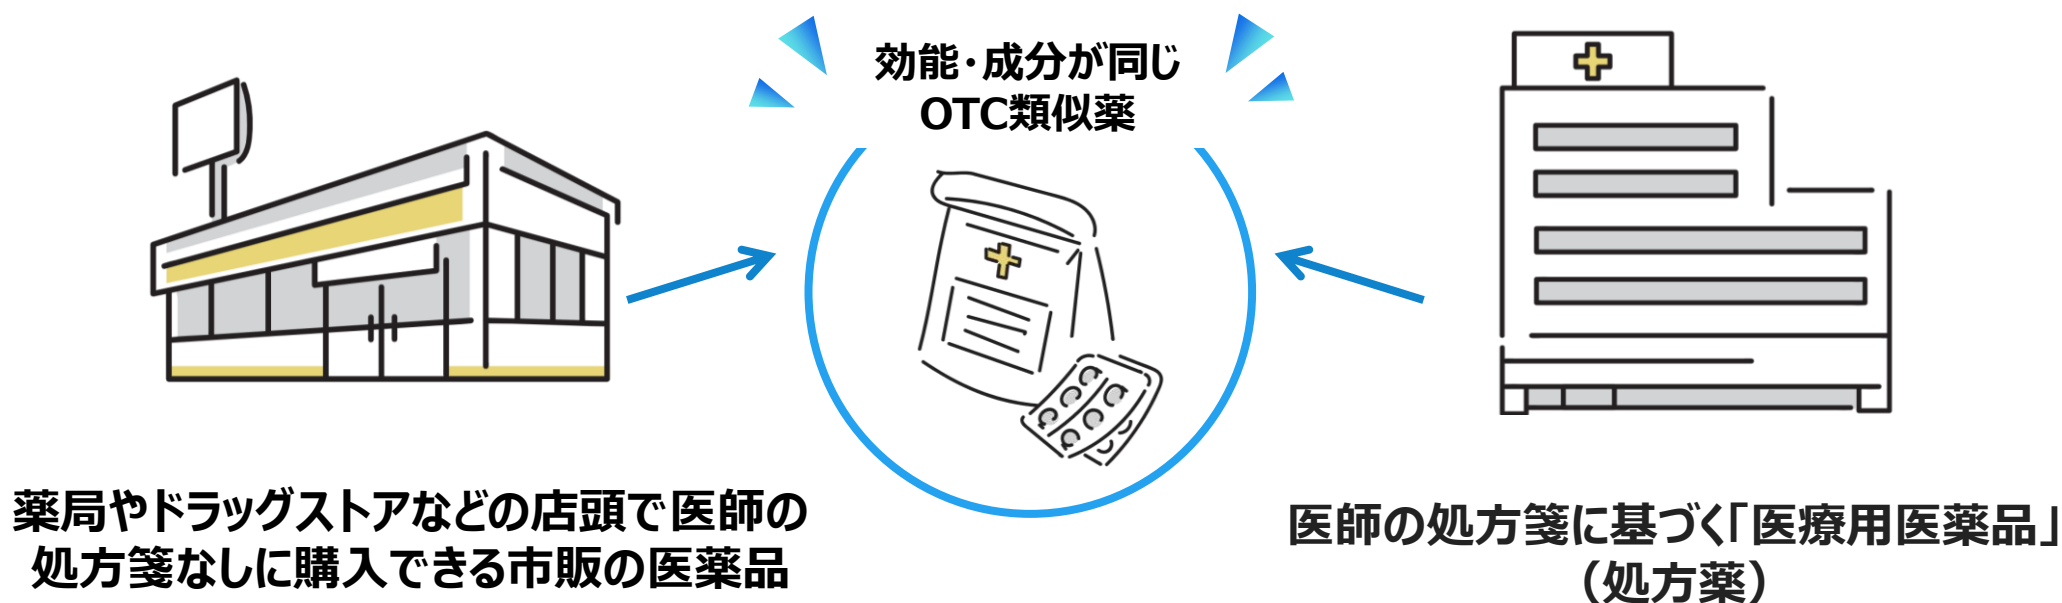 効能・成分が同じ
OTC類似薬
薬局やドラッグストアなどの店頭で医師の
処方箋なしに購入できる市販の医薬品
医師の処方箋に基づく「医療用医薬品」
（処方薬）